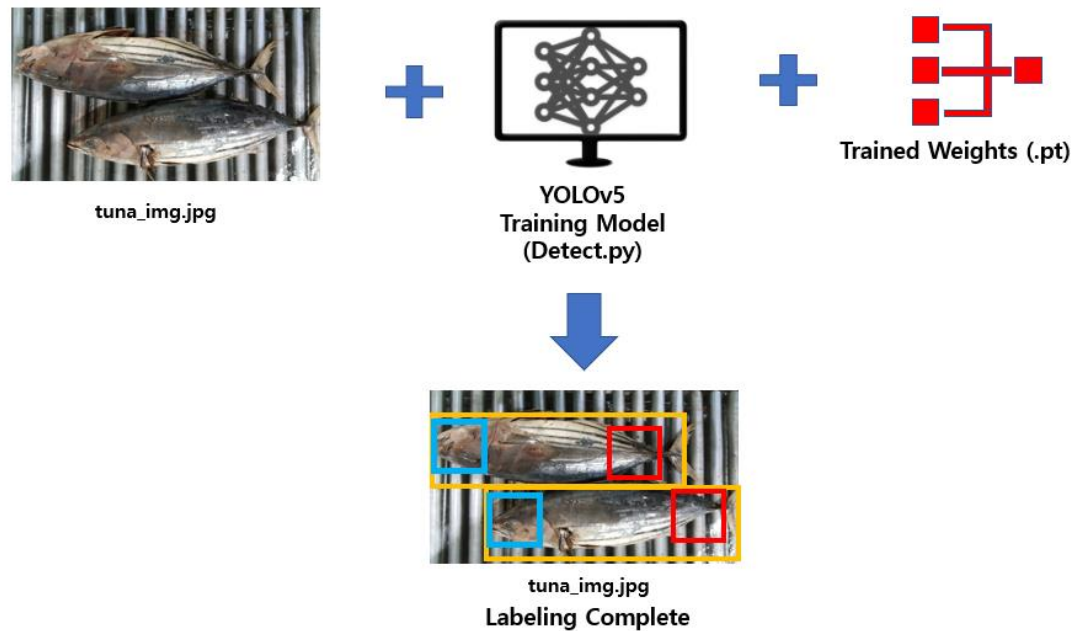 tuna_img.jpg
YOLOv5
Training Model
(Detect.py)
Trained Weights (.pt)
tuna_img.jpg
Labeling Complete